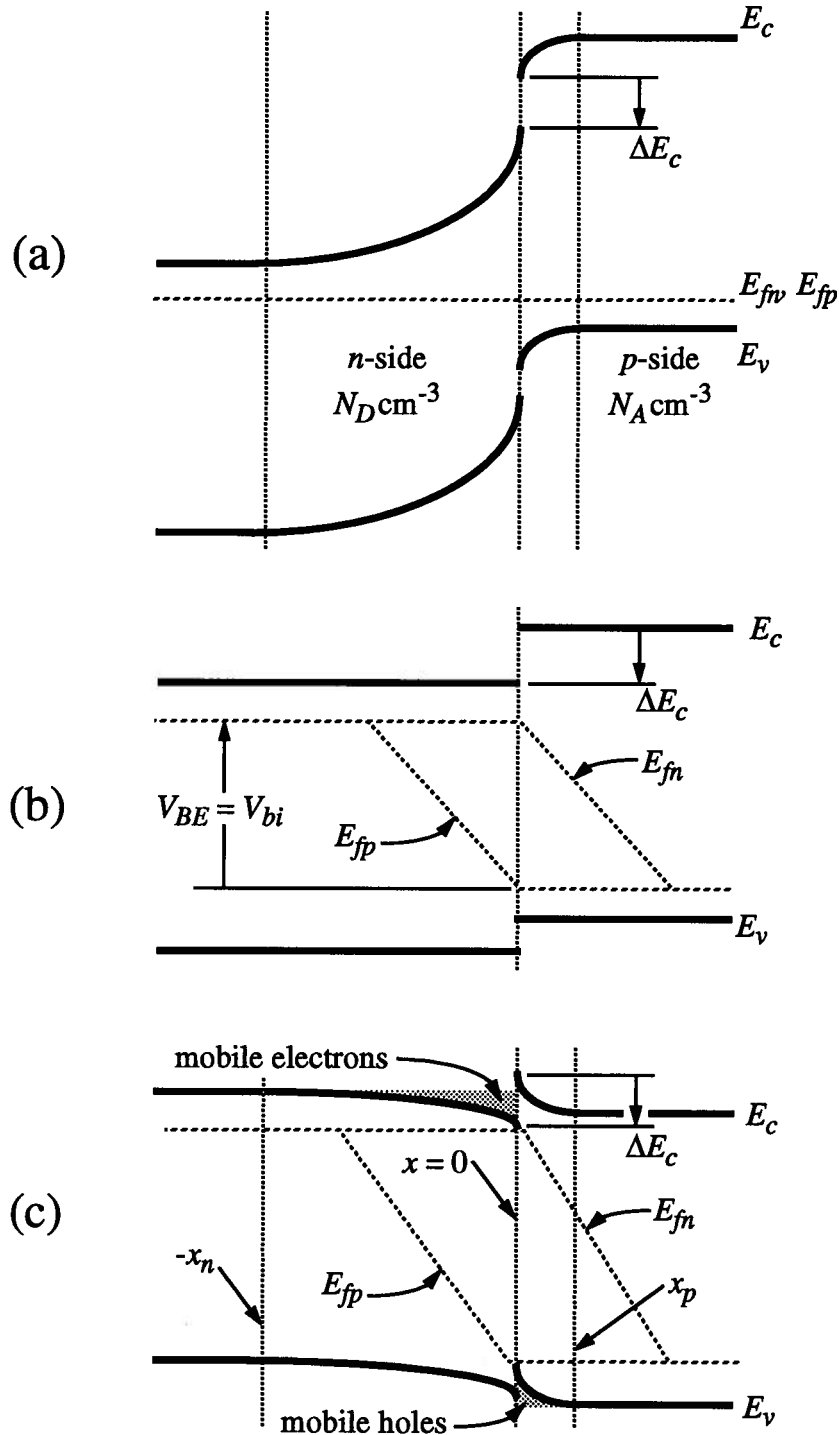 E_c
ΔE_c
(a)
E_fn, E_fp
n-side
p-side
E_v
N_D cm^-3
N_A cm^-3
E_c
ΔE_c
(b)
V_BE = V_bi
E_fn
E_fp
E_v
mobile electrons
E_c
ΔE_c
x = 0
(c)
E_fn
-x_n
E_fp
x_p
E_v
mobile holes